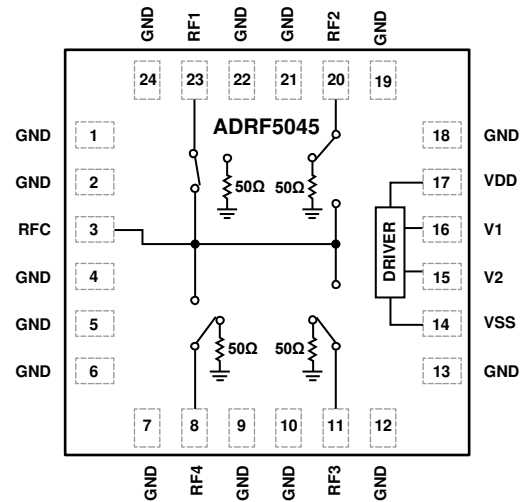 GND RF1 GND GND RF2 GND
24 23 22 21 20 19
ADRF5045
GND 1
18 GND
GND 2
50Ω 50Ω
17 VDD
RFC 3
16 V1
DRIVER
GND 4
15 V2
GND 5
14 VSS
50Ω 50Ω
GND 6
13 GND
7 8 9 10 11 12
GND RF4 GND GND RF3 GND